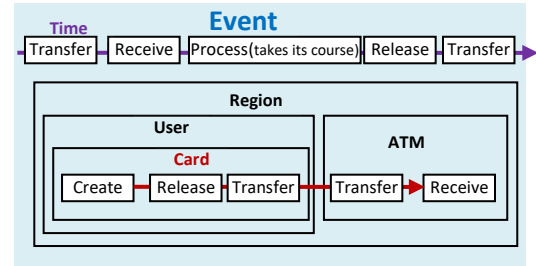 Event
Time
Transfer Receive Process(takes its course) Release Transfer
Region
User
ATM
Card
Create Release Transfer Transfer Receive